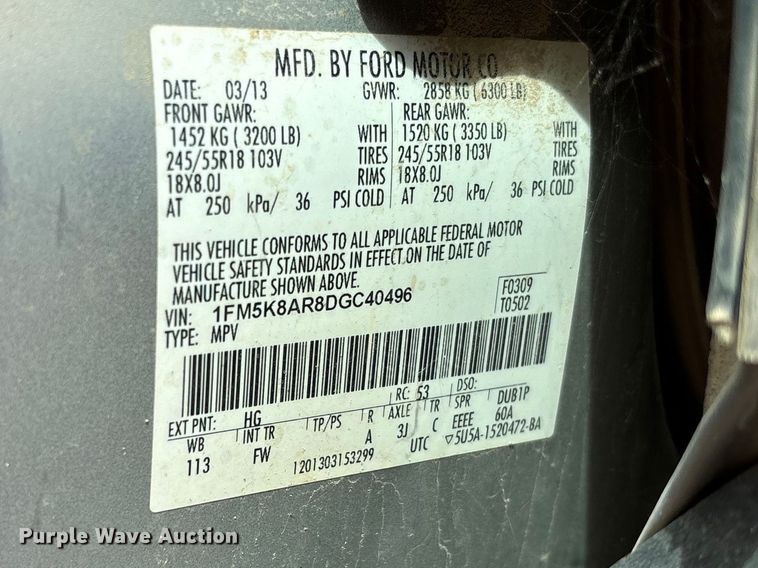 MFD. BY FORD MOTOR CO
DATE: 03/13 GVWR: 2858 KG ( 6300 LB)
FRONT GAWR: REAR GAWR:
1452 KG ( 3200 LB) WITH 1520 KG ( 3350 LB) WITH
245/55R18 103V TIRES 245/55R18 103V TIRES
18X8.0J RIMS 18X8.0J RIMS
AT 250 kPa/ 36 PSI COLD AT 250 kPa/ 36 PSI COLD
THIS VEHICLE CONFORMS TO ALL APPLICABLE FEDERAL MOTOR
VEHICLE SAFETY STANDARDS IN EFFECT ON THE DATE OF
MANUFACTURE SHOWN ABOVE.
VIN: 1FM5K8AR8DGC40496 F0309
TYPE: MPV T0502
EXT PNT: HG RC: 53 DSO:
WB INT TR TP/PS R AXLE TR SPR DUB1P
113 FW A 3J C EEEE 60A
1201303153299 UTC ▽5U5A-1520472-BA
Purple Wave Auction